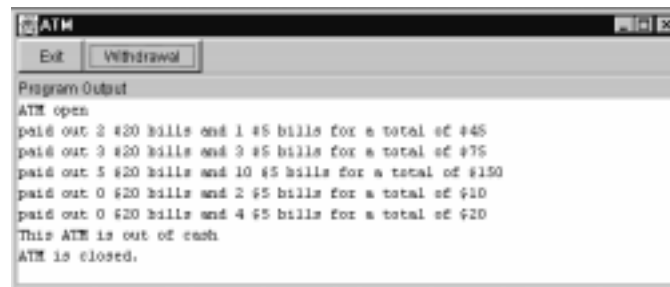 ATM
Exit Withdrawal
Program Output
ATM open
paid out 2 $20 bills and 1 $5 bills for a total of $45
paid out 3 $20 bills and 3 $5 bills for a total of $75
paid out 5 $20 bills and 10 $5 bills for a total of $150
paid out 0 $20 bills and 2 $5 bills for a total of $10
paid out 0 $20 bills and 4 $5 bills for a total of $20
This ATM is out of cash
ATM is closed.